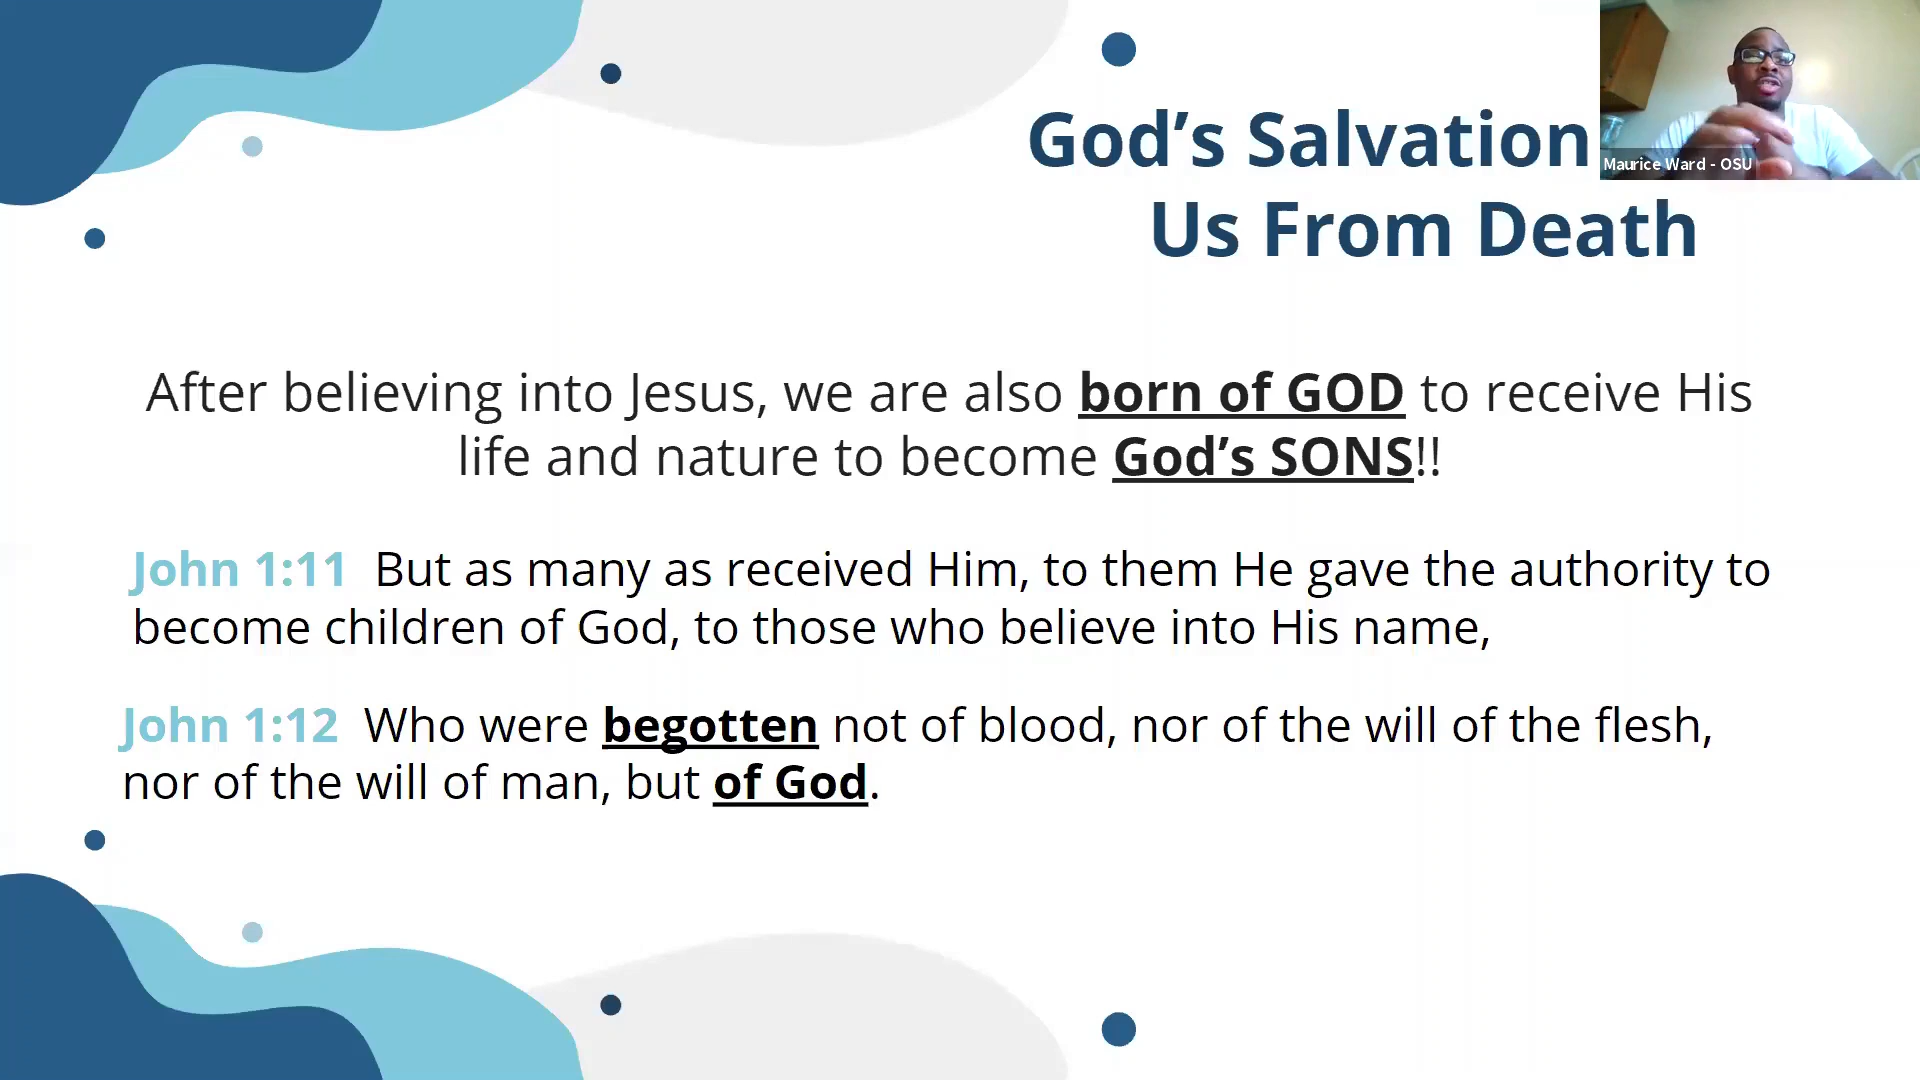 God’s Salvation
Us From Death
Maurice Ward - OSU
After believing into Jesus, we are also born of GOD to receive His
life and nature to become God’s SONS!!
John 1:11 But as many as received Him, to them He gave the authority to
become children of God, to those who believe into His name,
John 1:12 Who were begotten not of blood, nor of the will of the flesh,
nor of the will of man, but of God.